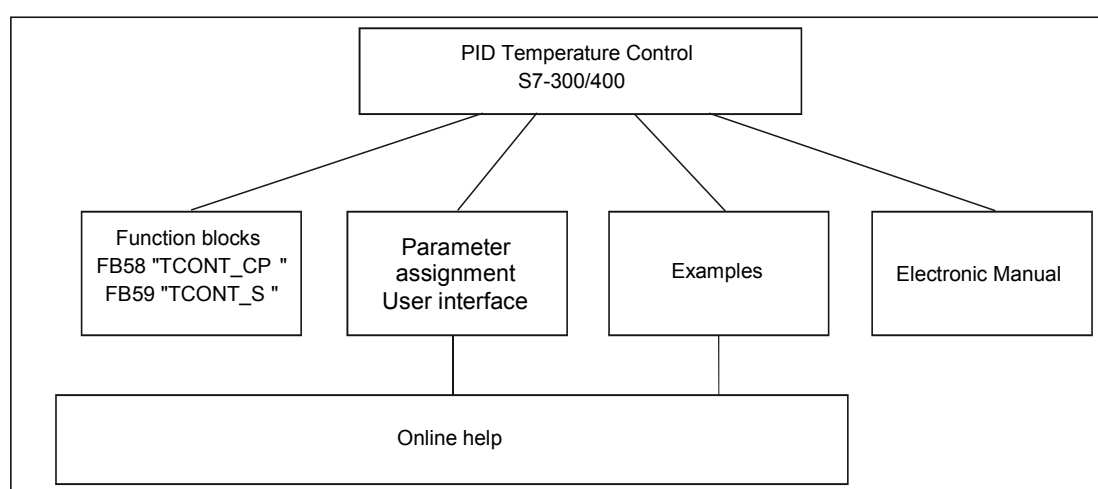 PID Temperature Control
S7-300/400
Function blocks
FB58 "TCONT_CP "
FB59 "TCONT_S "
Parameter
assignment
User interface
Examples
Electronic Manual
Online help